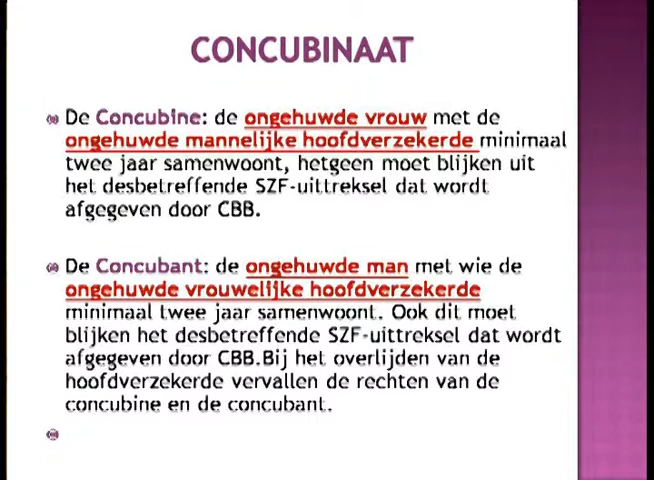 CONCUBINAAT
De Concubine: de ongehuwde vrouw met de
ongehuwde mannelijke hoofdverzekerde minimaal
twee jaar samenwoont, hetgeen moet blijken uit
het desbetreffende SZF-uittreksel dat wordt
afgegeven door CBB.
De Concubant: de ongehuwde man met wie de
ongehuwde vrouwelijke hoofdverzekerde
minimaal twee jaar samenwoont. Ook dit moet
blijken het desbetreffende SZF-uittreksel dat wordt
afgegeven door CBB.Bij het overlijden van de
hoofdverzekerde vervallen de rechten van de
concubine en de concubant.